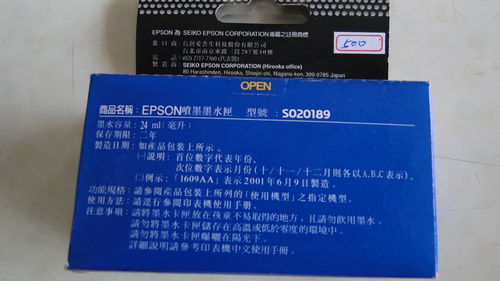 EPSON 為 SEIKO EPSON CORPORATION 專屬之註冊商標
進口商：台灣愛普生科技股份有限公司
台北市南京東路三段287號10樓
電話：(02) 2717-7360 (代表號)
製造商：SEIKO EPSON CORPORATION (Hirooka office)
80 Harashinden, Hirooka, Shiojiri-shi, Nagano-ken, 399-0785 Japan
500
OPEN
商品名稱：EPSON噴墨墨水匣 型號：S020189
墨水容量：24 ml(毫升)
保存期限：二年
製造日期：如產品包裝上所示。
□說明：首位數字代表年份、
次位數字表示月份(十/十一/十二月則各以A,B,C表示)。
□例示：「1609AA」表示2001年6月9日製造。
功能規格：請參閱產品包裝上所列的「使用機型」之指定機型。
使用方法：請逕行參閱印表機使用手冊。
注意事項：請勿將墨水卡匣放在孩童不易取得的地方，且請勿飲用墨水。
請勿將墨水卡匣儲存在高溫或低於零度的環境中。
請勿將墨水卡匣曝曬在陽光下。
詳細說明請參考印表機中文使用手冊。